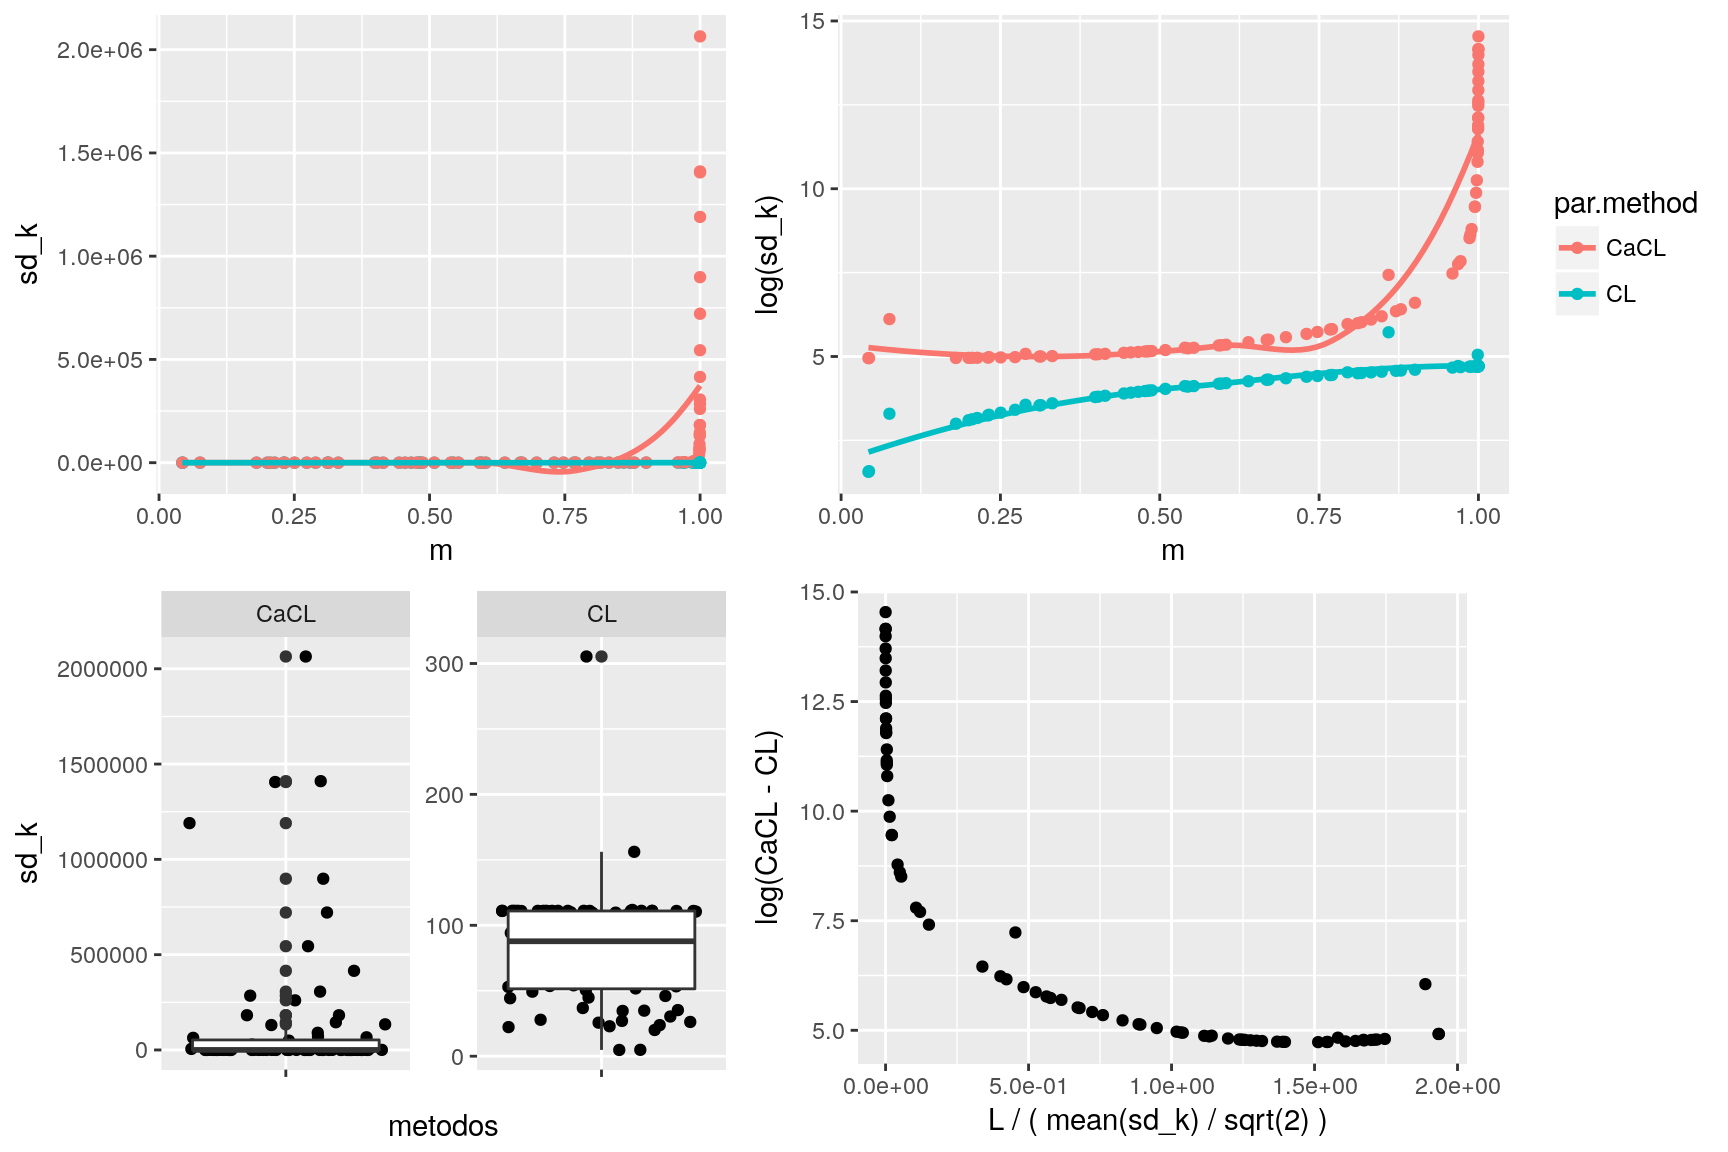 sd_k
2.0e+06
1.5e+06
1.0e+06
5.0e+05
0.0e+00
0.00 0.25 0.50 0.75 1.00
m
log(sd_k)
15
10
5
0.00 0.25 0.50 0.75 1.00
m
par.method
CaCL
CL
CaCL CL
sd_k
2000000
1500000
1000000
500000
0
300
200
100
0
metodos
log(CaCL - CL)
15.0
12.5
10.0
7.5
5.0
0.0e+00 5.0e-01 1.0e+00 1.5e+00 2.0e+00
L / ( mean(sd_k) / sqrt(2) )